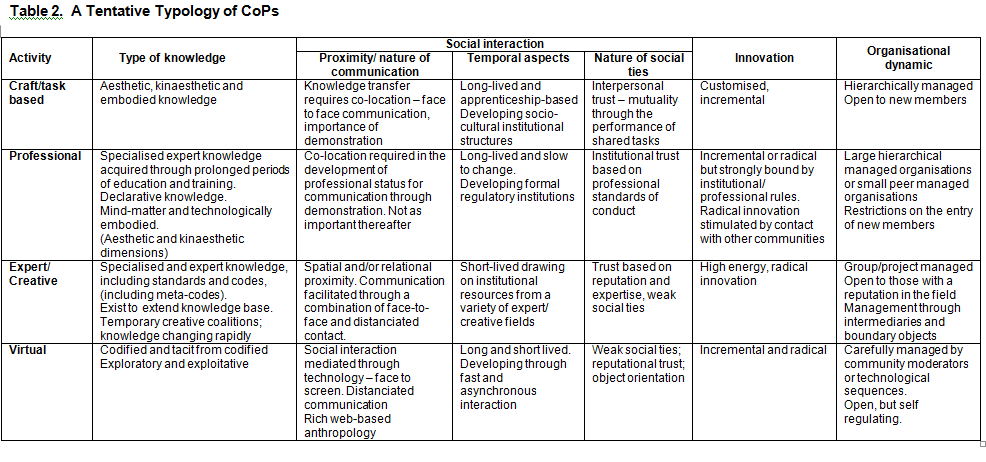 Table 2. A Tentative Typology of CoPs
Activity
Type of knowledge
Social interaction
Proximity/ nature of
communication
Temporal aspects
Nature of social
ties
Innovation
Organisational
dynamic
Craft/task
based
Aesthetic, kinaesthetic and
embodied knowledge
Knowledge transfer
requires co-location – face
to face communication,
importance of
demonstration
Long-lived and
apprenticeship-based
Developing socio-
cultural institutional
structures
Interpersonal
trust – mutuality
through the
performance of
shared tasks
Customised,
incremental
Hierarchically managed
Open to new members
Professional
Specialised expert knowledge
acquired through prolonged periods
of education and training.
Declarative knowledge.
Mind-matter and technologically
embodied.
(Aesthetic and kinaesthetic
dimensions)
Co-location required in the
development of
professional status for
communication through
demonstration. Not as
important thereafter
Long-lived and slow
to change.
Developing formal
regulatory institutions
Institutional trust
based on
professional
standards of
conduct
Incremental or radical
but strongly bound by
institutional/
professional rules.
Radical innovation
stimulated by contact
with other communities
Large hierarchical
managed organisations
or small peer managed
organisations
Restrictions on the entry
of new members
Expert/
Creative
Specialised and expert knowledge,
including standards and codes,
(including meta-codes).
Exist to extend knowledge base.
Temporary creative coalitions;
knowledge changing rapidly
Spatial and/or relational
proximity. Communication
facilitated through a
combination of face-to-
face and distanciated
contact.
Short-lived drawing
on institutional
resources from a
variety of expert/
creative fields
Trust based on
reputation and
expertise, weak
social ties
High energy, radical
innovation
Group/project managed
Open to those with a
reputation in the field
Management through
intermediaries and
boundary objects
Virtual
Codified and tacit from codified
Exploratory and exploitative
Social interaction
mediated through
technology – face to
screen. Distanciated
communication
Rich web-based
anthropology
Long and short lived.
Developing through
fast and
asynchronous
interaction
Weak social ties;
reputational trust;
object orientation
Incremental and radical
Carefully managed by
community moderators
or technological
sequences.
Open, but self
regulating.